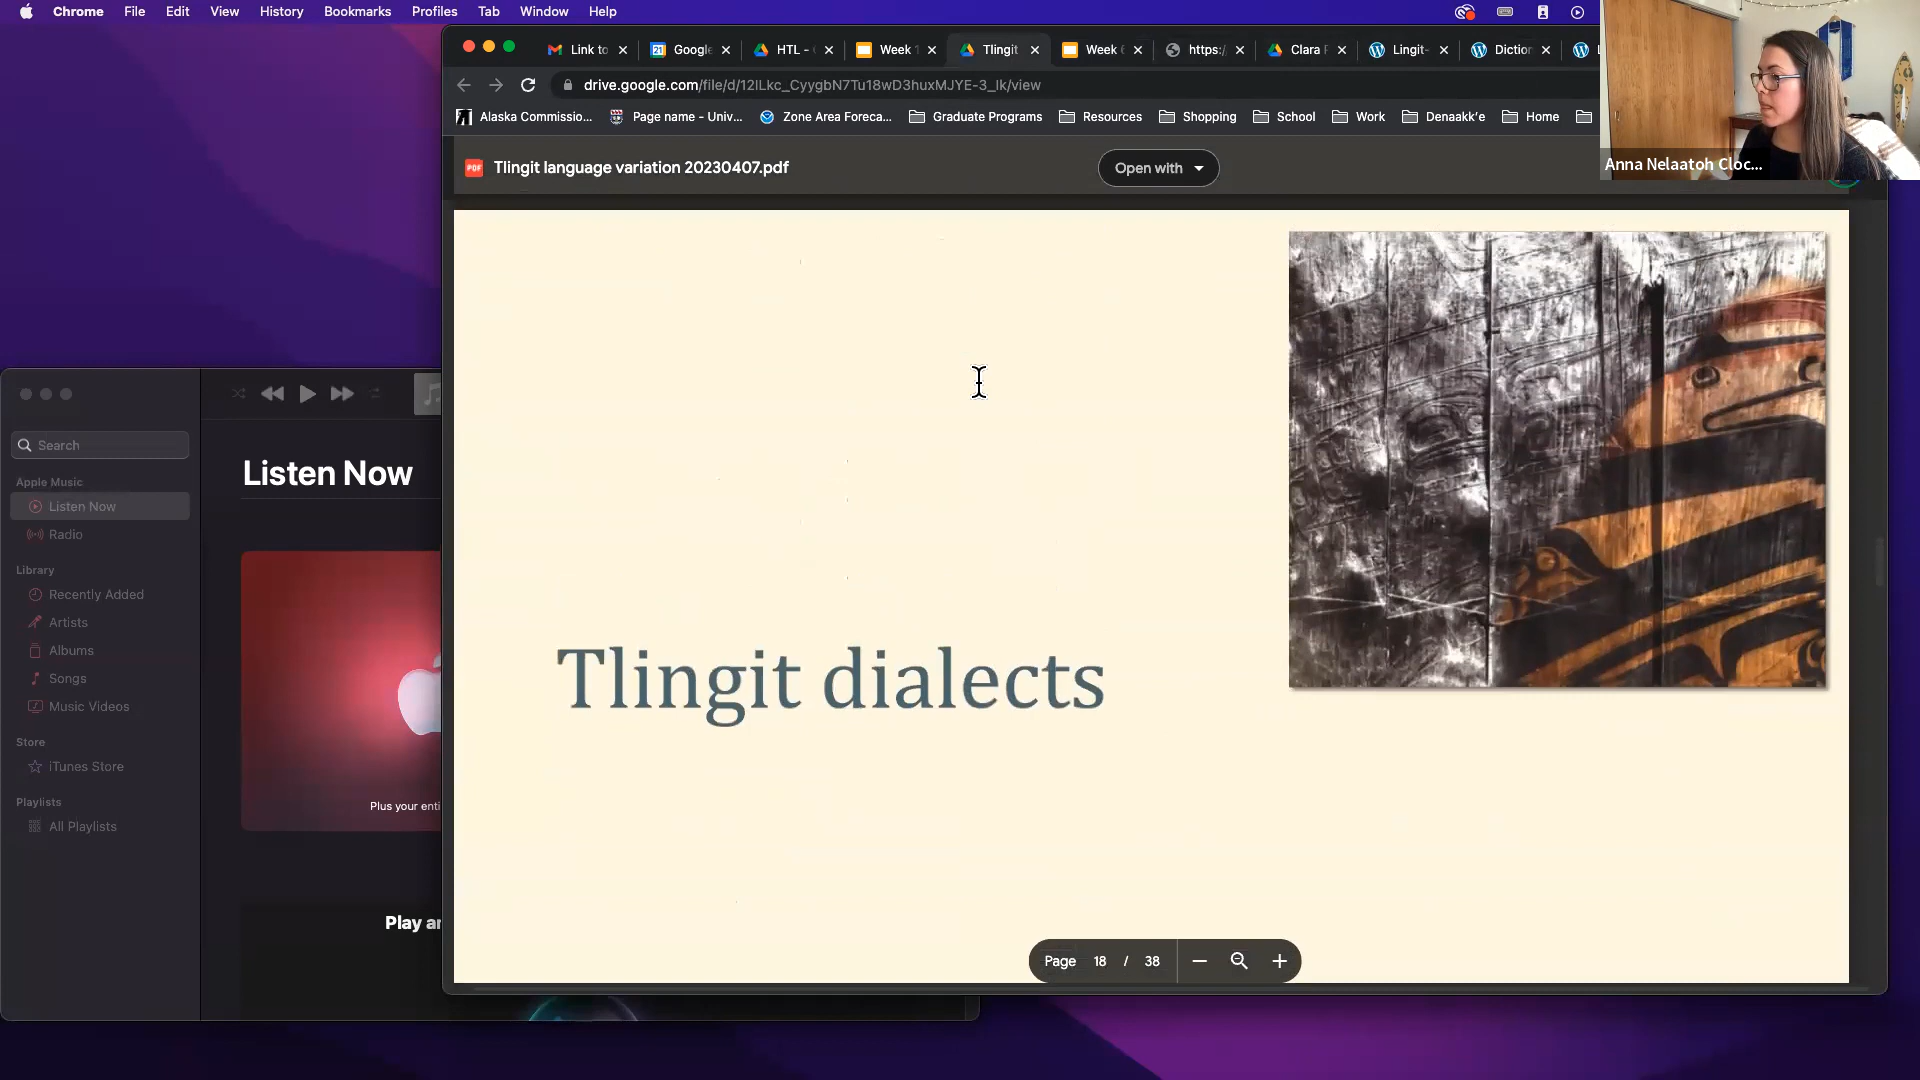 Chrome File Edit View History Bookmarks Profiles Tab Window Help
Link to Google HTL - Week 1 Tlingit Week 6 https:/ Clara F Lingit- Diction
drive.google.com/file/d/12lLkc_CyygbN7Tu18wD3huxMJYE-3_Ik/view
Alaska Commissio... Page name - Univ... Zone Area Foreca... Graduate Programs Resources Shopping School Work Denaakk'e Home
Anna Nelaatoh Cloc...
PDF Tlingit language variation 20230407.pdf Open with
Tlingit dialects
Page 18 / 38
Search
Apple Music
Listen Now
Radio
Library
Recently Added
Artists
Albums
Songs
Music Videos
Store
iTunes Store
Playlists
All Playlists
Listen Now
Plus your enti
Play an